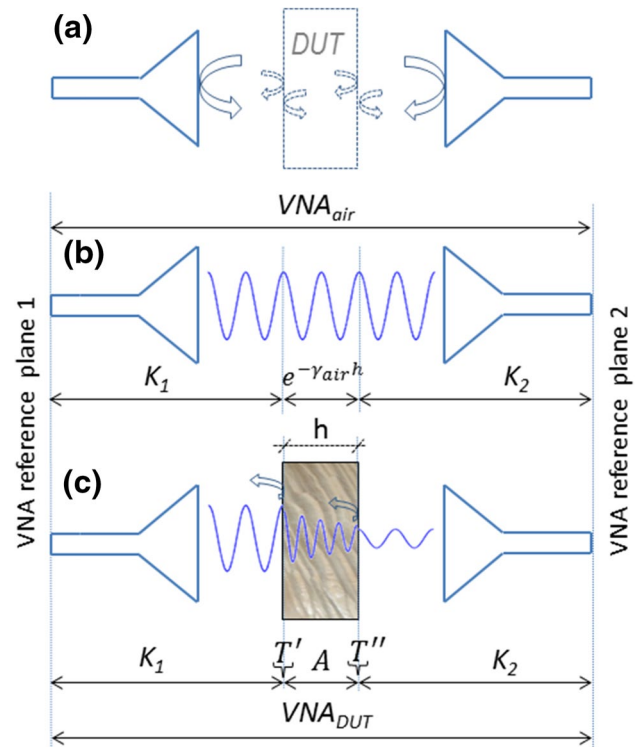 (a)
DUT
VNA_air
(b)
K_1
e^{-γ_air h}
K_2
h
(c)
K_1
T′
A
T″
K_2
VNA_DUT
VNA reference plane 1
VNA reference plane 2